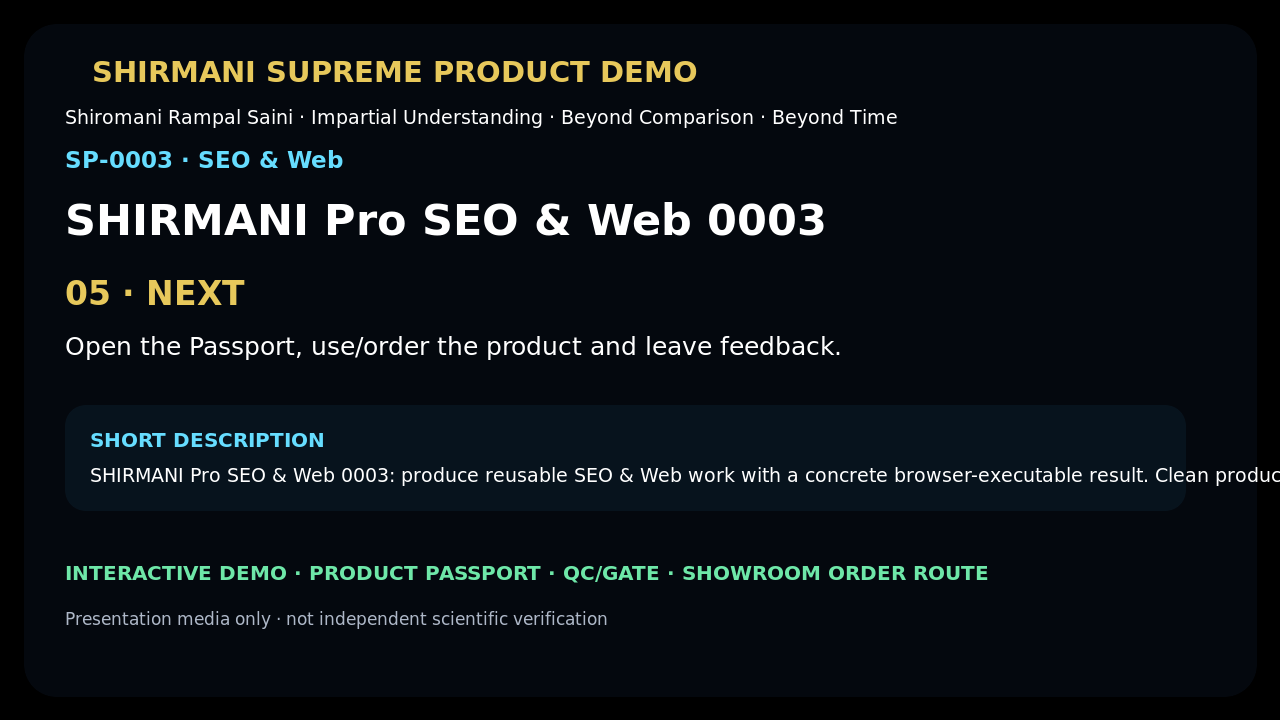 SHIRMANI SUPREME PRODUCT DEMO
Shiromani Rampal Saini · Impartial Understanding · Beyond Comparison · Beyond Time
SP-0003 · SEO & Web
SHIRMANI Pro SEO & Web 0003
05 · NEXT
Open the Passport, use/order the product and leave feedback.
SHORT DESCRIPTION
SHIRMANI Pro SEO & Web 0003: produce reusable SEO & Web work with a concrete browser-executable result. Clean
INTERACTIVE DEMO · PRODUCT PASSPORT · QC/GATE · SHOWROOM ORDER ROUTE
Presentation media only · not independent scientific verification